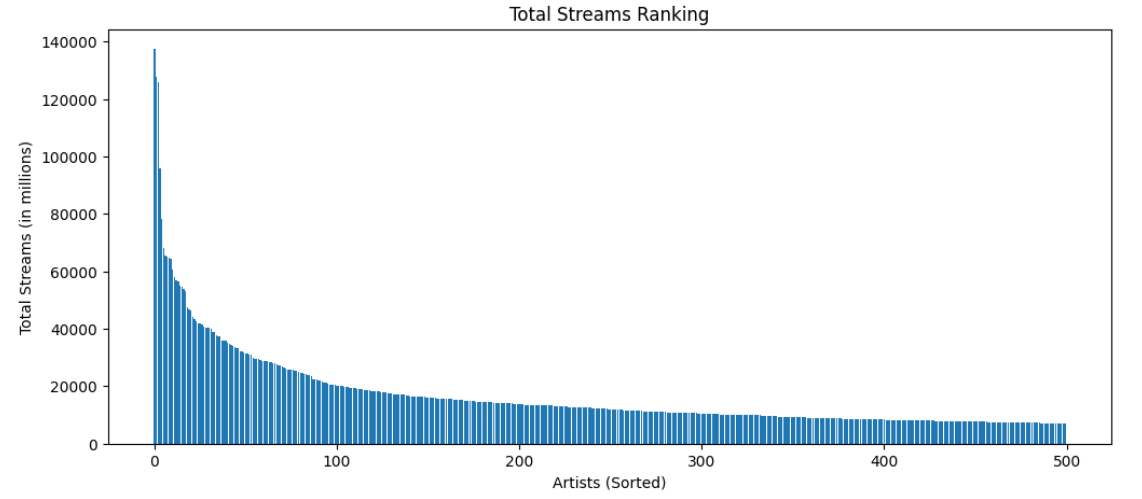 Total Streams Ranking
Total Streams (in millions)
140000
120000
100000
80000
60000
40000
20000
0
0 100 200 300 400 500
Artists (Sorted)